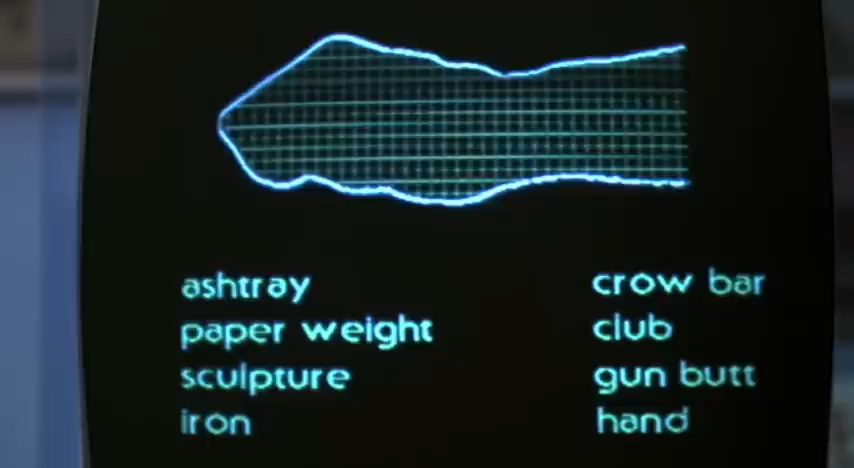 ashtray
paper weight
sculpture
iron
crow bar
club
gun butt
hand